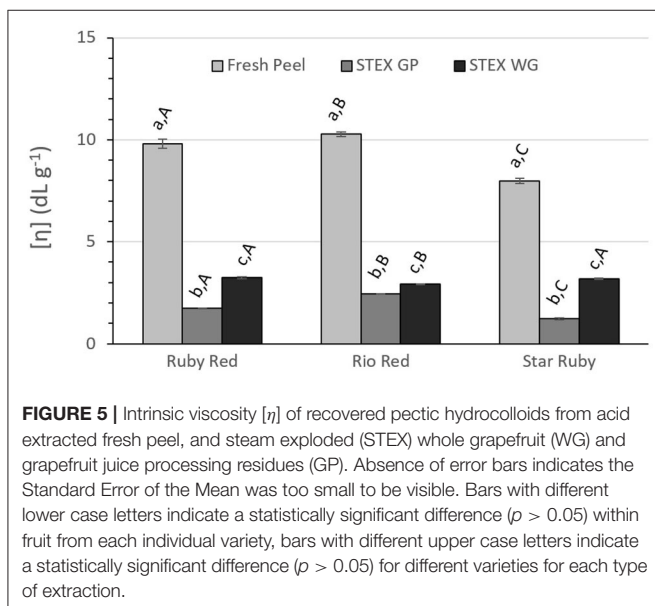 15
Fresh Peel STEX GP STEX WG
a,A
a,B
a,C
10
[η] (dL g⁻¹)
5
b,A
c,A
b,B
c,B
b,C
c,A
0
Ruby Red Rio Red Star Ruby
FIGURE 5 | Intrinsic viscosity [η] of recovered pectic hydrocolloids from acid
extracted fresh peel, and steam exploded (STEX) whole grapefruit (WG) and
grapefruit juice processing residues (GP). Absence of error bars indicates the
Standard Error of the Mean was too small to be visible. Bars with different
lower case letters indicate a statistically significant difference (p > 0.05) within
fruit from each individual variety, bars with different upper case letters indicate
a statistically significant difference (p > 0.05) for different varieties for each type
of extraction.